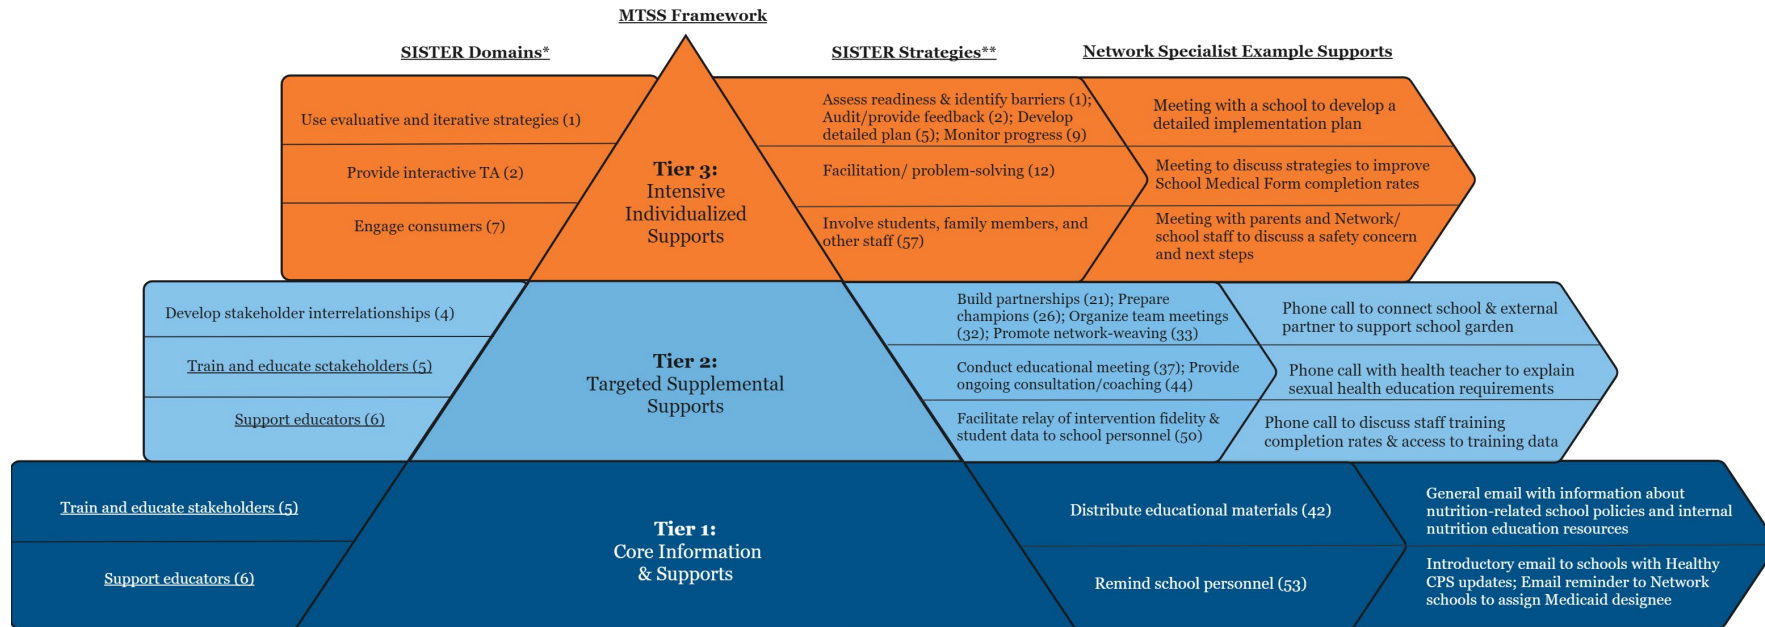 MTSS Framework
SISTER Domains*
SISTER Strategies**
Network Specialist Example Supports
Use evaluative and iterative strategies (1)
Provide interactive TA (2)
Engage consumers (7)
Tier 3:
Intensive
Individualized
Supports
Assess readiness & identify barriers (1);
Audit/provide feedback (2); Develop
detailed plan (5); Monitor progress (9)
Facilitation/ problem-solving (12)
Involve students, family members, and
other staff (57)
Meeting with a school to develop a
detailed implementation plan
Meeting to discuss strategies to improve
School Medical Form completion rates
Meeting with parents and Network/
school staff to discuss a safety concern
and next steps
Develop stakeholder interrelationships (4)
Train and educate sctakeholders (5)
Support educators (6)
Tier 2:
Targeted Supplemental
Supports
Build partnerships (21); Prepare
champions (26); Organize team meetings
(32); Promote network-weaving (33)
Conduct educational meeting (37); Provide
ongoing consultation/coaching (44)
Facilitate relay of intervention fidelity &
student data to school personnel (50)
Phone call to connect school & external
partner to support school garden
Phone call with health teacher to explain
sexual health education requirements
Phone call to discuss staff training
completion rates & access to training data
Train and educate stakeholders (5)
Support educators (6)
Tier 1:
Core Information
& Supports
Distribute educational materials (42)
Remind school personnel (53)
General email with information about
nutrition-related school policies and internal
nutrition education resources
Introductory email to schools with Healthy
CPS updates; Email reminder to Network
schools to assign Medicaid designee